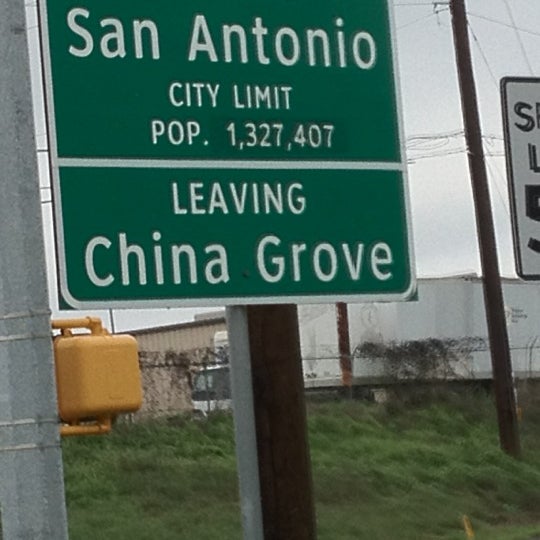 San Antonio
CITY LIMIT
POP. 1,327,407
LEAVING
China Grove